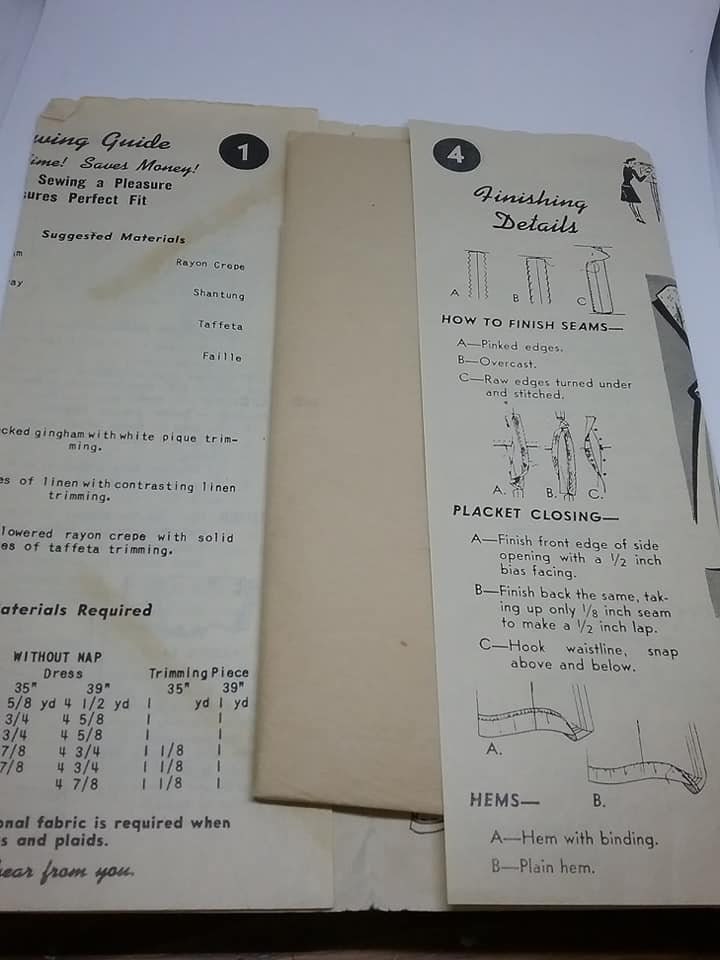 wing Guide
1
ime! Saves Money!
Sewing a Pleasure
ures Perfect Fit
Suggested Materials
m
Rayon Crepe
ay
Shantung
Taffeta
Faille
cked gingham with white pique trim-
ming.
es of linen with contrasting linen
trimming.
lowered rayon crepe with solid
es of taffeta trimming.
aterials Required
WITHOUT NAP
Dress Trimming Piece
35" 39" 35" 39"
5/8 yd 4 1/2 yd 1 yd 1 yd
3/4 4 5/8 1 1
3/4 4 5/8 1 1
7/8 4 3/4 1 1/8 1
7/8 4 3/4 1 1/8 1
4 7/8 1 1/8 1
onal fabric is required when
s and plaids.
hear from you.
4
Finishing
Details
A B C
HOW TO FINISH SEAMS—
A—Pinked edges.
B—Overcast.
C—Raw edges turned under
and stitched.
A. B. C.
PLACKET CLOSING—
A—Finish front edge of side
opening with a 1/2 inch
bias facing.
B—Finish back the same, tak-
ing up only 1/8 inch seam
to make a 1/2 inch lap.
C—Hook waistline, snap
above and below.
A.
HEMS— B.
A—Hem with binding.
B—Plain hem.